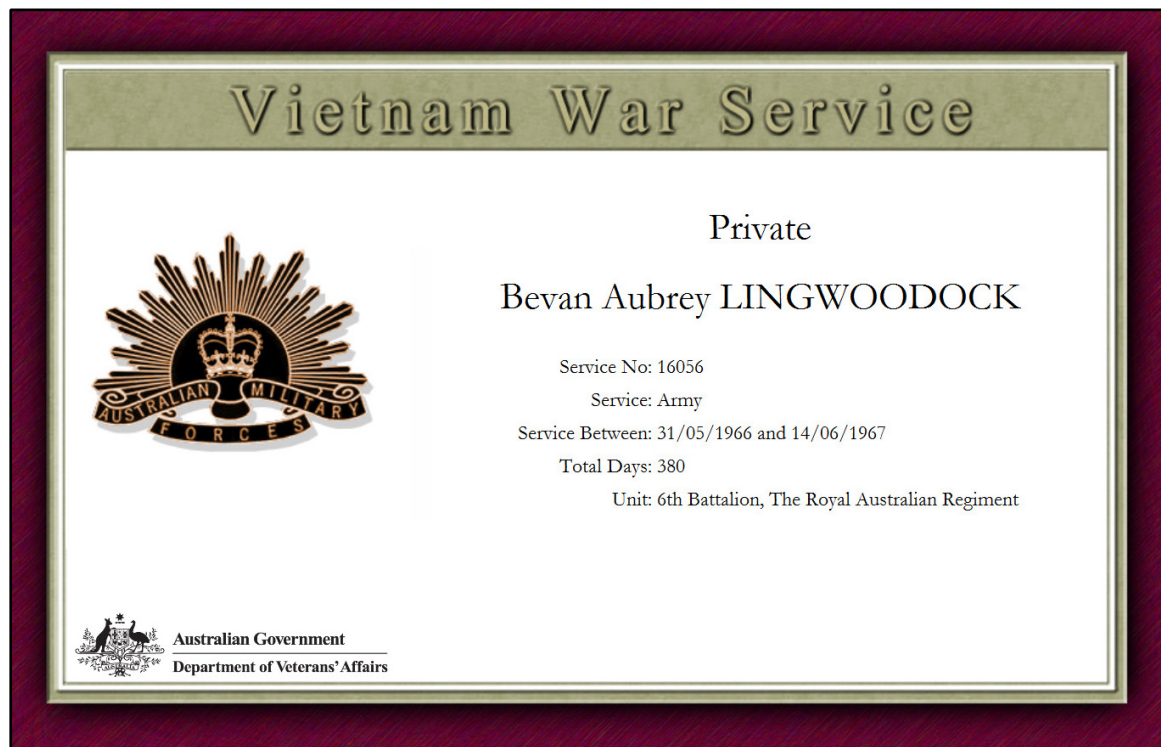 Vietnam War Service
Private
Bevan Aubrey LINGWOODOCK
Service No: 16056
Service: Army
Service Between: 31/05/1966 and 14/06/1967
Total Days: 380
Unit: 6th Battalion, The Royal Australian Regiment
AUSTRALIAN MILITARY
FORCES
Australian Government
Department of Veterans' Affairs